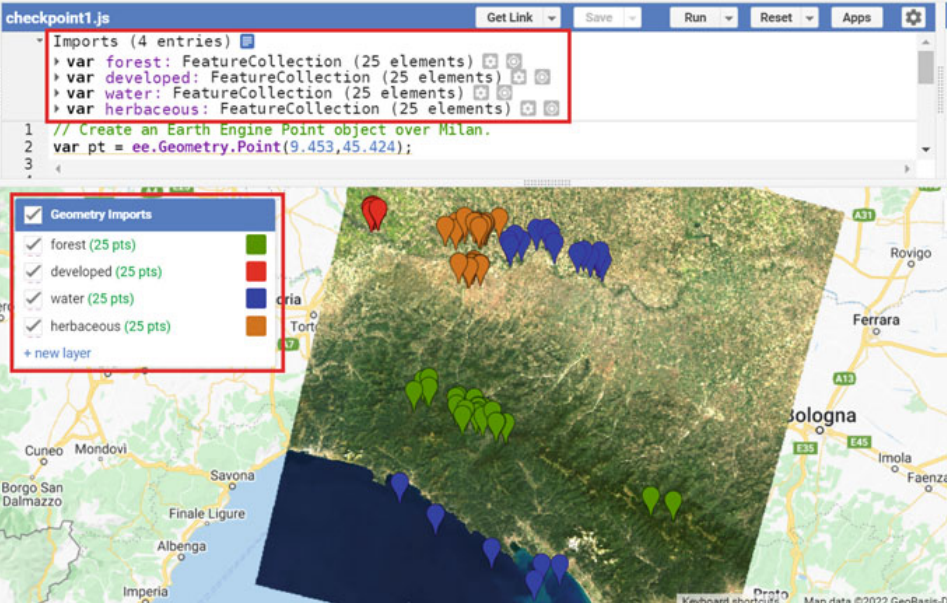 checkpoint1.js Get Link Save Run Reset Apps
Imports (4 entries)
var forest: FeatureCollection (25 elements)
var developed: FeatureCollection (25 elements)
var water: FeatureCollection (25 elements)
var herbaceous: FeatureCollection (25 elements)
1 // Create an Earth Engine Point object over Milan.
2 var pt = ee.Geometry.Point(9.453,45.424);
3
Geometry Imports
forest (25 pts)
developed (25 pts)
water (25 pts)
herbaceous (25 pts)
+ new layer
oria
Torto
A7
A31
Rovigo
Ferrara
A13
Bologna
E35 E45
Imola
Faenza
Cuneo Mondovì
Borgo San
Dalmazzo
Savona
Finale Ligure
Albenga
Imperia
Prato
Keyboard shortcuts Map data ©2022 GeoBasis-D